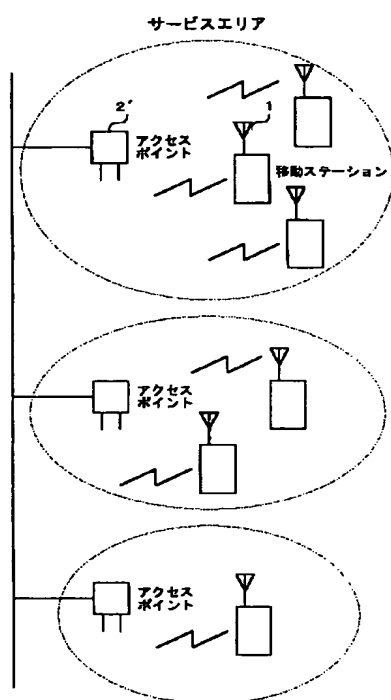 サービスエリア
2'
1
アクセス
ポイント
移動ステーション
アクセス
ポイント
アクセス
ポイント